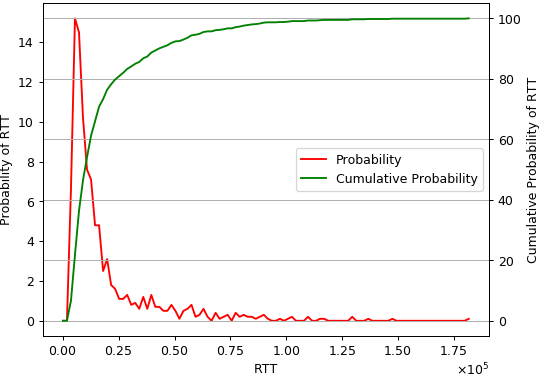 14
12
10
8
6
4
2
0
Probability of RTT
100
80
60
40
20
0
Cumulative Probability of RTT
Probability
Cumulative Probability
0.00 0.25 0.50 0.75 1.00 1.25 1.50 1.75
×10⁵
RTT